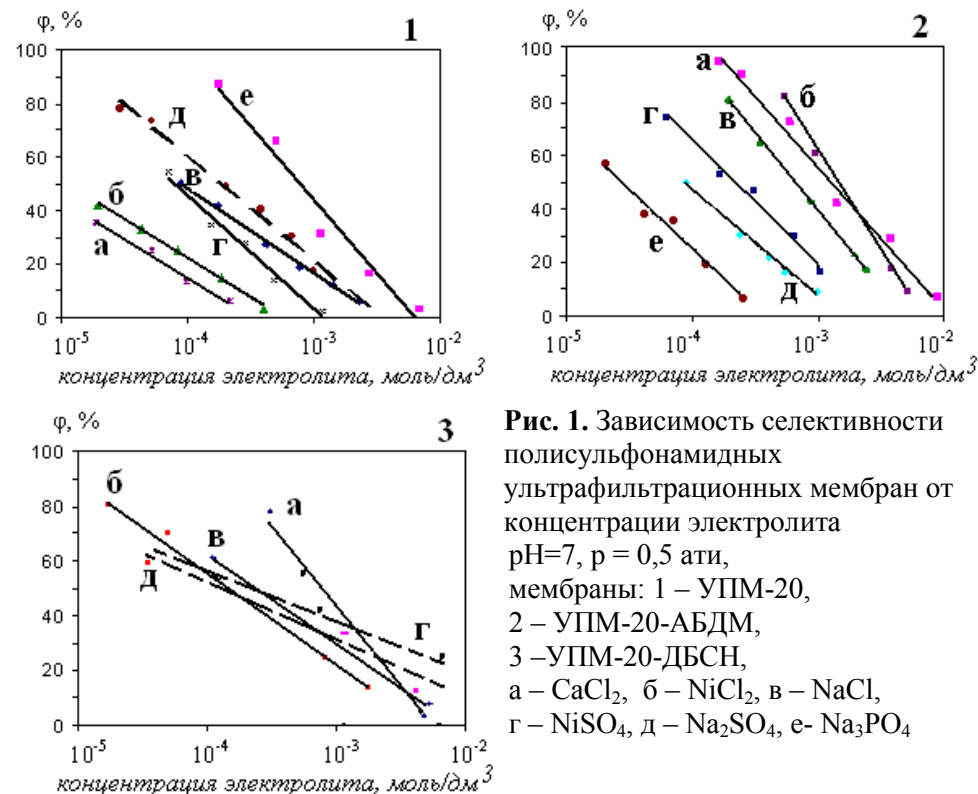 φ, %
1
100
80
60
40
20
0
10-5
10-4
10-3
10-2
а
б
в
г
д
е
концентрация электролита, моль/дм3
φ, %
2
100
80
60
40
20
0
10-5
10-4
10-3
10-2
а
б
в
г
д
е
концентрация электролита, моль/дм3
φ, %
3
100
80
60
40
20
0
10-5
10-4
10-3
10-2
б
а
в
д
г
концентрация электролита, моль/дм3
Рис. 1. Зависимость селективности
полисульфонамидных
ультрафильтрационных мембран от
концентрации электролита
pH=7, p = 0,5 ати,
мембраны: 1 – УПМ-20,
2 – УПМ-20-АБДМ,
3 –УПМ-20-ДБСН,
а – CaCl2, б – NiCl2, в – NaCl,
г – NiSO4, д – Na2SO4, е- Na3PO4